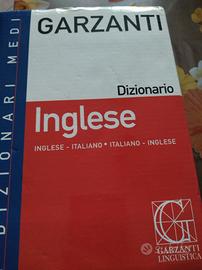 DIZIONARI MEDI
GARZANTI
Dizionario
Inglese
INGLESE - ITALIANO • ITALIANO - INGLESE
G
GARZANTI
LINGUISTICA